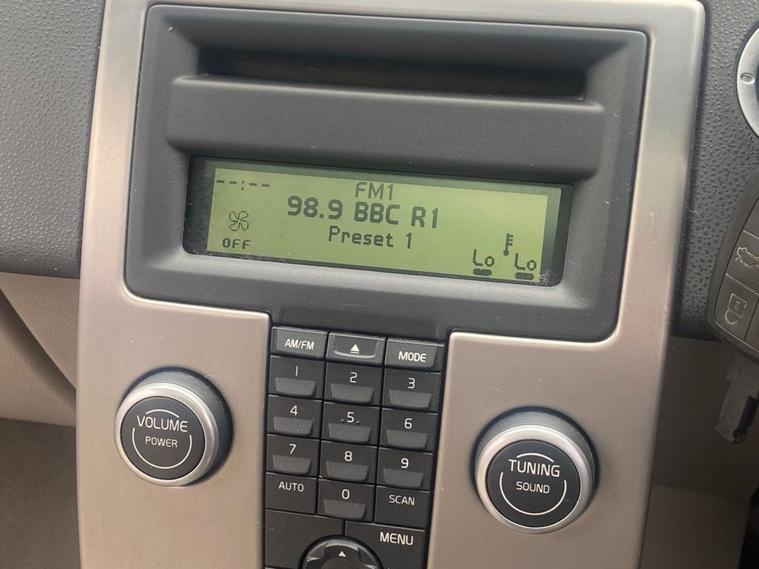 --:--
FM1
98.9 BBC R1
Preset 1
OFF
Lo Lo
AM/FM
MODE
1 2 3
4 5 6
7 8 9
AUTO 0 SCAN
MENU
VOLUME
POWER
TUNING
SOUND